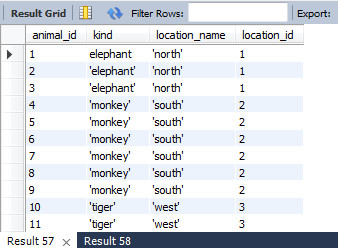 Result Grid Filter Rows: Export:
animal_id kind location_name location_id
1 elephant 'north' 1
2 'elephant' 'north' 1
3 'elephant' 'north' 1
4 'monkey' 'south' 2
5 'monkey' 'south' 2
6 'monkey' 'south' 2
7 'monkey' 'south' 2
8 'monkey' 'south' 2
9 'monkey' 'south' 2
10 'tiger' 'west' 3
11 'tiger' 'west' 3
Result 57 × Result 58